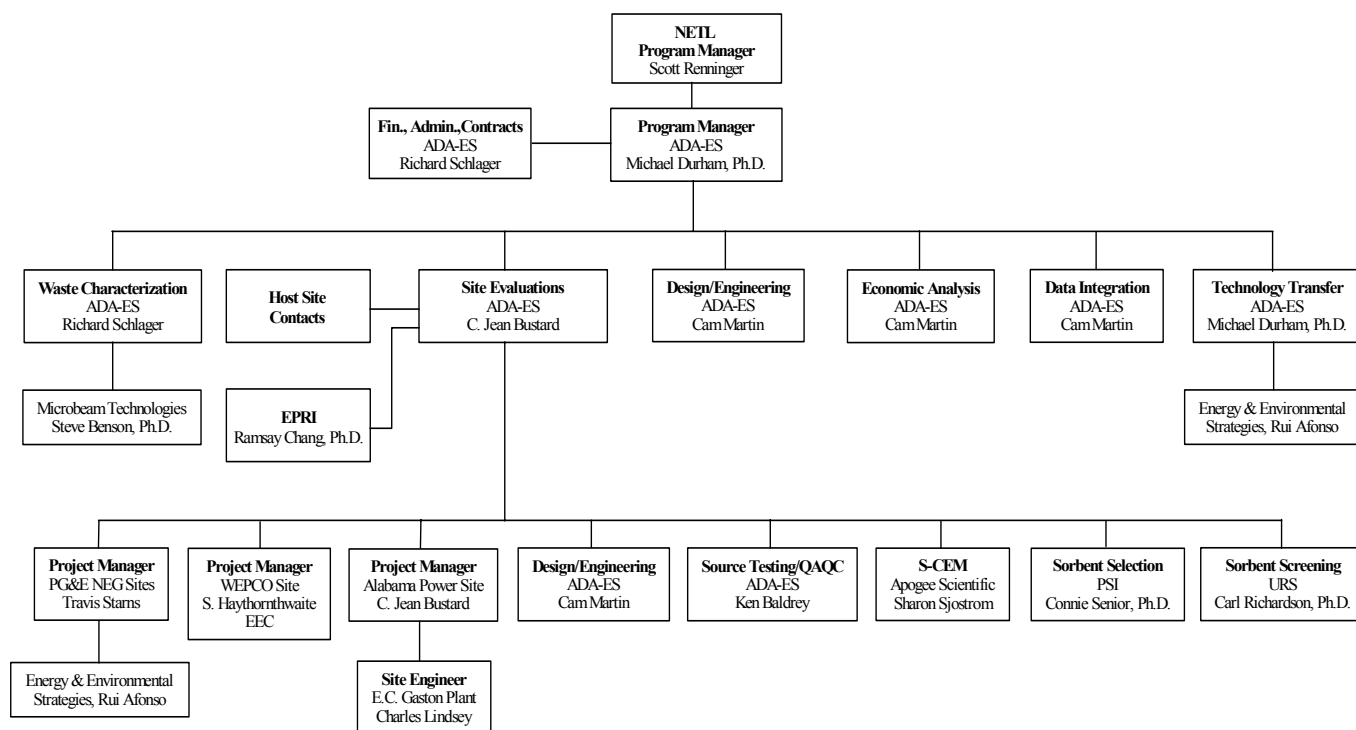 NETL
Program Manager
Scott Renninger
Fin., Admin.,Contracts
ADA-ES
Richard Schlager
Program Manager
ADA-ES
Michael Durham, Ph.D.
Waste Characterization
ADA-ES
Richard Schlager
Host Site
Contacts
Site Evaluations
ADA-ES
C. Jean Bustard
Design/Engineering
ADA-ES
Cam Martin
Economic Analysis
ADA-ES
Cam Martin
Data Integration
ADA-ES
Cam Martin
Technology Transfer
ADA-ES
Michael Durham, Ph.D.
Microbeam Technologies
Steve Benson, Ph.D.
EPRI
Ramsay Chang, Ph.D.
Energy & Environmental
Strategies, Rui Afonso
Project Manager
PG&E NEG Sites
Travis Starns
Project Manager
WEPCO Site
S. Haythornthwaite
EEC
Project Manager
Alabama Power Site
C. Jean Bustard
Design/Engineering
ADA-ES
Cam Martin
Source Testing/QAQC
ADA-ES
Ken Baldrey
S-CEM
Apogee Scientific
Sharon Sjostrom
Sorbent Selection
PSI
Connie Senior, Ph.D.
Sorbent Screening
URS
Carl Richardson, Ph.D.
Energy & Environmental
Strategies, Rui Afonso
Site Engineer
E.C. Gaston Plant
Charles Lindsey